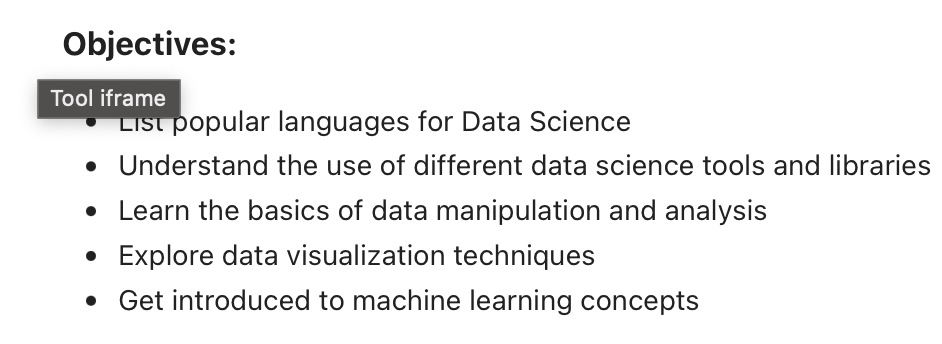 Objectives:
Tool iframe
• List popular languages for Data Science
• Understand the use of different data science tools and libraries
• Learn the basics of data manipulation and analysis
• Explore data visualization techniques
• Get introduced to machine learning concepts